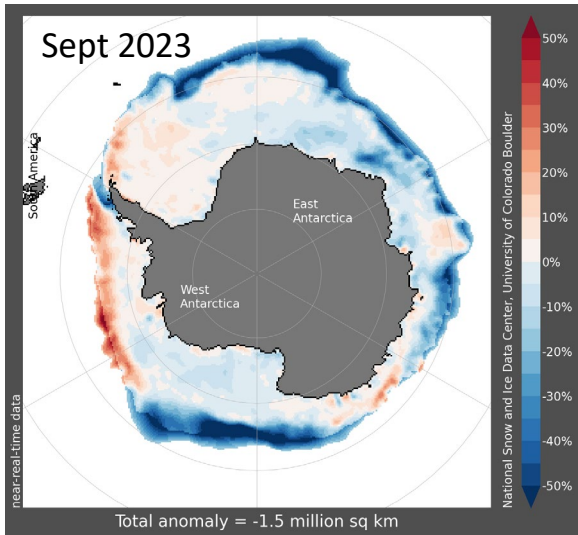 Sept 2023
South America
East
Antarctica
West
Antarctica
near-real-time data
Total anomaly = -1.5 million sq km
50%
40%
30%
20%
10%
0%
-10%
-20%
-30%
-40%
-50%
National Snow and Ice Data Center, University of Colorado Boulder